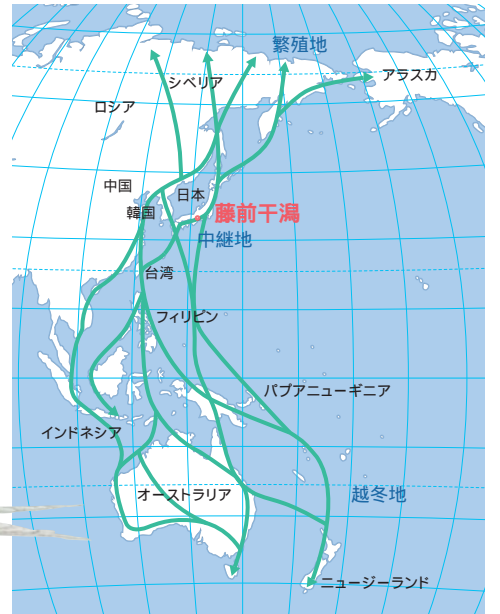 繁殖地
アラスカ
シベリア
ロシア
中国
日本
韓国
藤前干潟
中継地
台湾
フィリピン
パプアニューギニア
インドネシア
オーストラリア
越冬地
ニュージーランド